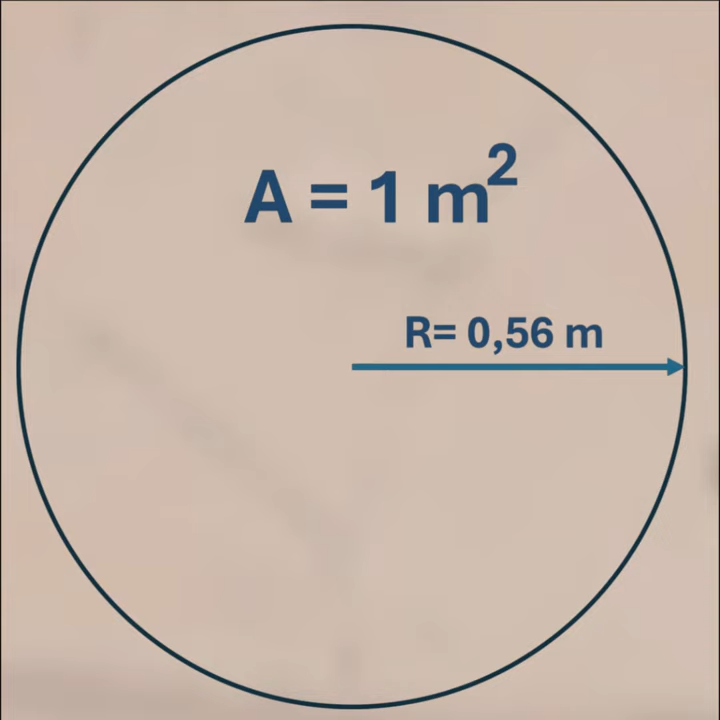 A = 1 m²
R= 0,56 m